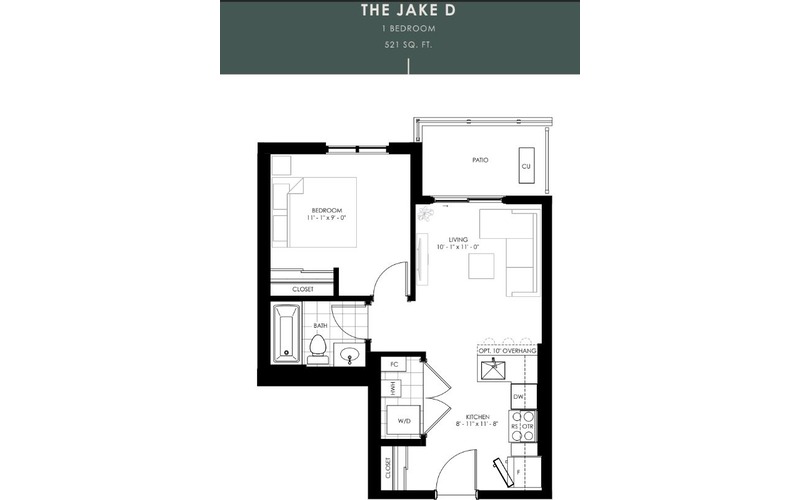 THE JAKE D
1 BEDROOM
521 SQ. FT.
PATIO
CU
BEDROOM
11' - 1" x 9' - 0"
LIVING
10' - 1" x 11' - 0"
CLOSET
BATH
OPT. 10" OVERHANG
FC
HWH
DW
W/D
KITCHEN
8' - 11" x 11' - 8"
RS OTR
CLOSET
F